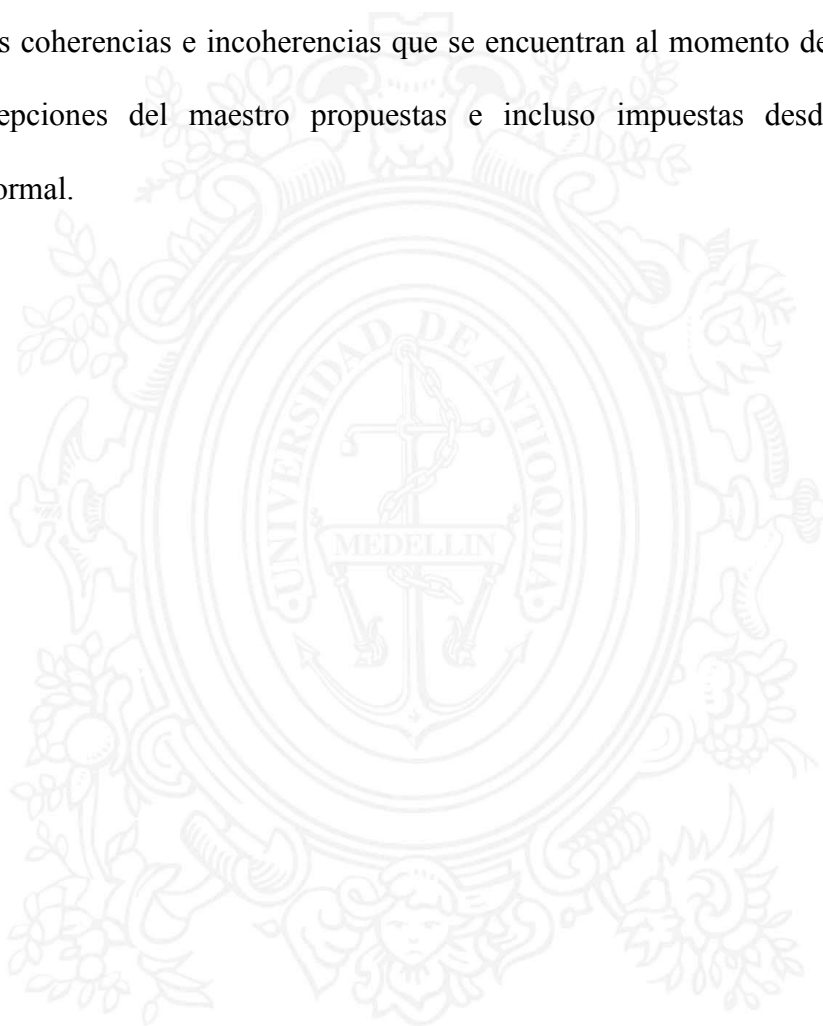 s coherencias e incoherencias que se encuentran al momento de
epciones del maestro propuestas e incluso impuestas desd
ormal.
UNIVERSIDAD DE ANTIOQUIA
MEDELLIN